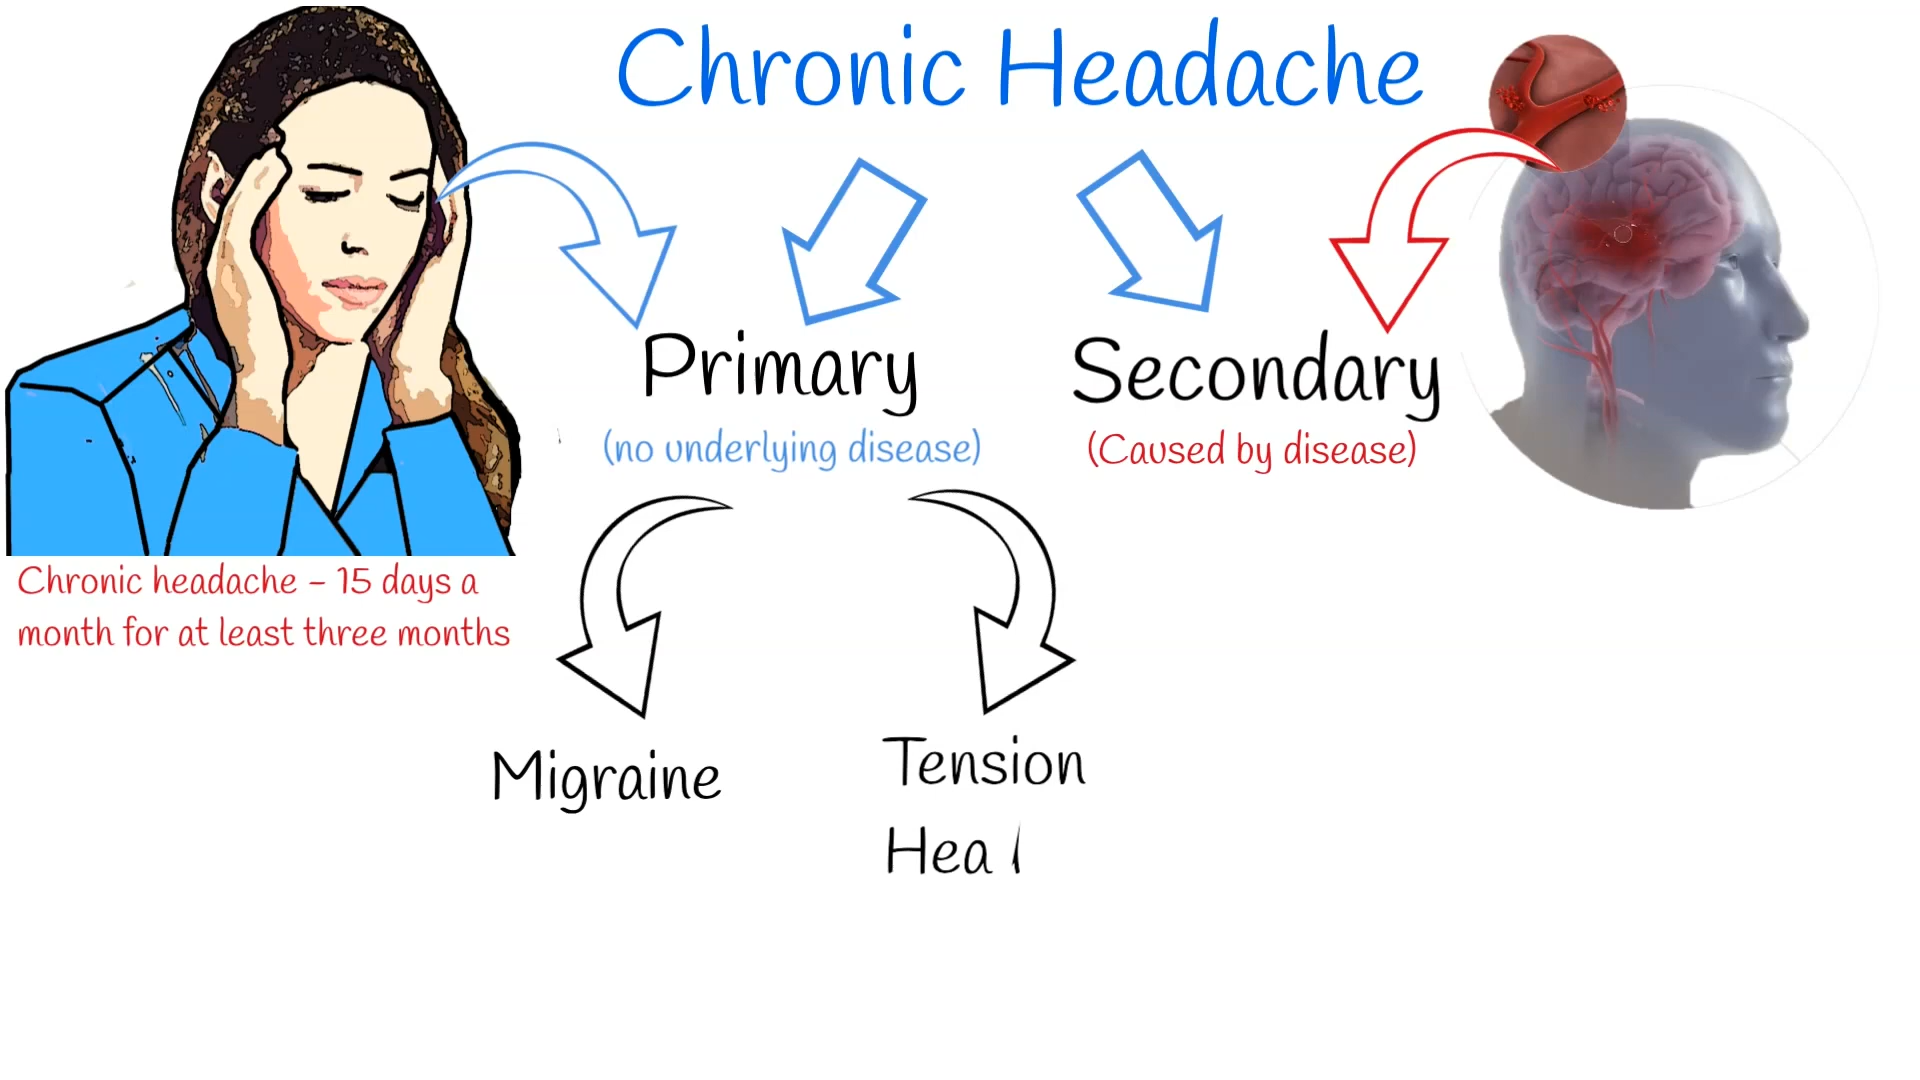 Chronic Headache
Primary
(no underlying disease)
Secondary
(Caused by disease)
Chronic headache - 15 days a
month for at least three months
Migraine
Tension
Hea